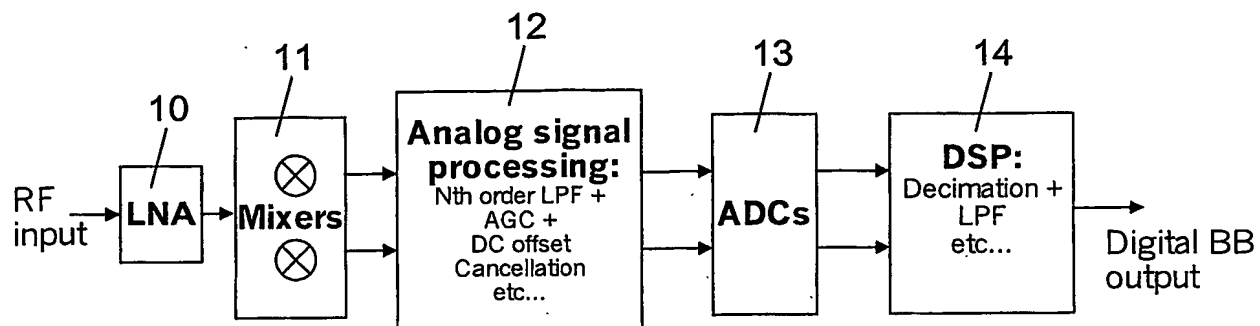 10
11
12
13
14
RF
input
LNA
Mixers
Analog signal
processing:
Nth order LPF +
AGC +
DC offset
Cancellation
etc...
ADCs
DSP:
Decimation +
LPF
etc...
Digital BB
output